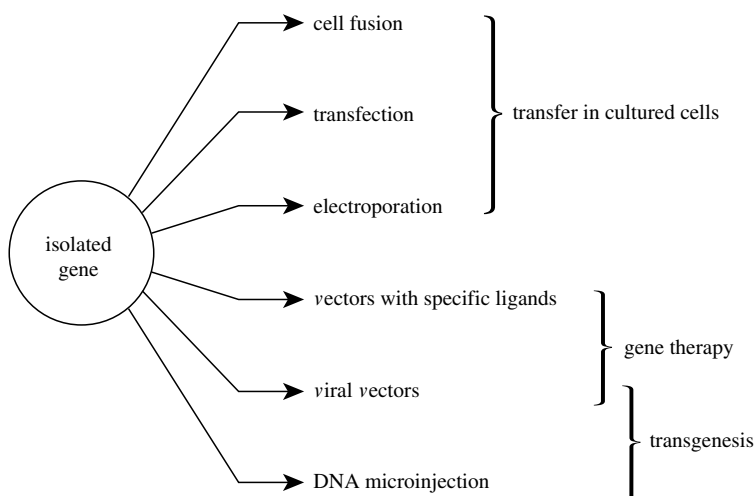 cell fusion
transfection
transfer in cultured cells
electroporation
isolated
gene
vectors with specific ligands
gene therapy
viral vectors
transgenesis
DNA microinjection